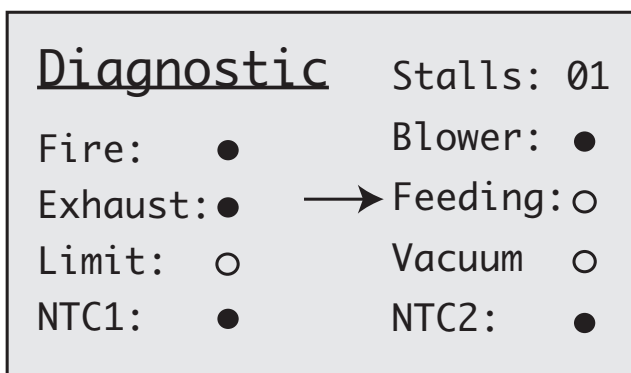 Diagnostic
Fire:
Exhaust:
Limit:
NTC1:
Stalls: 01
Blower:
Feeding:
Vacuum
NTC2: